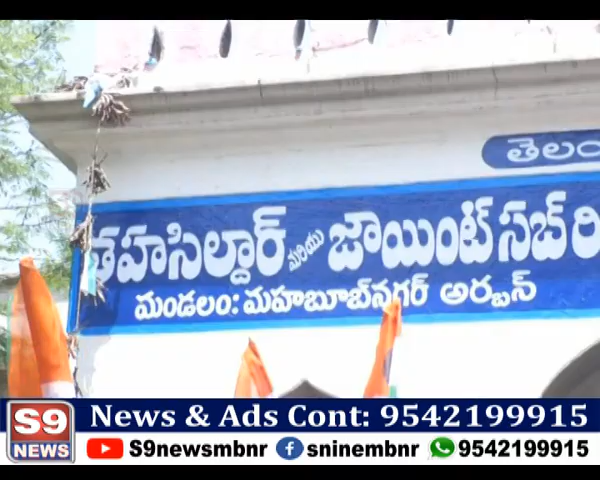 తెలం
తహసిల్దార్ మరియు జాయింట్ సబ్ రి
మండలం: మహబూబ్‌నగర్ అర్బన్
S9 NEWS
News & Ads Cont: 9542199915
S9newsmbnr sninembnr 9542199915